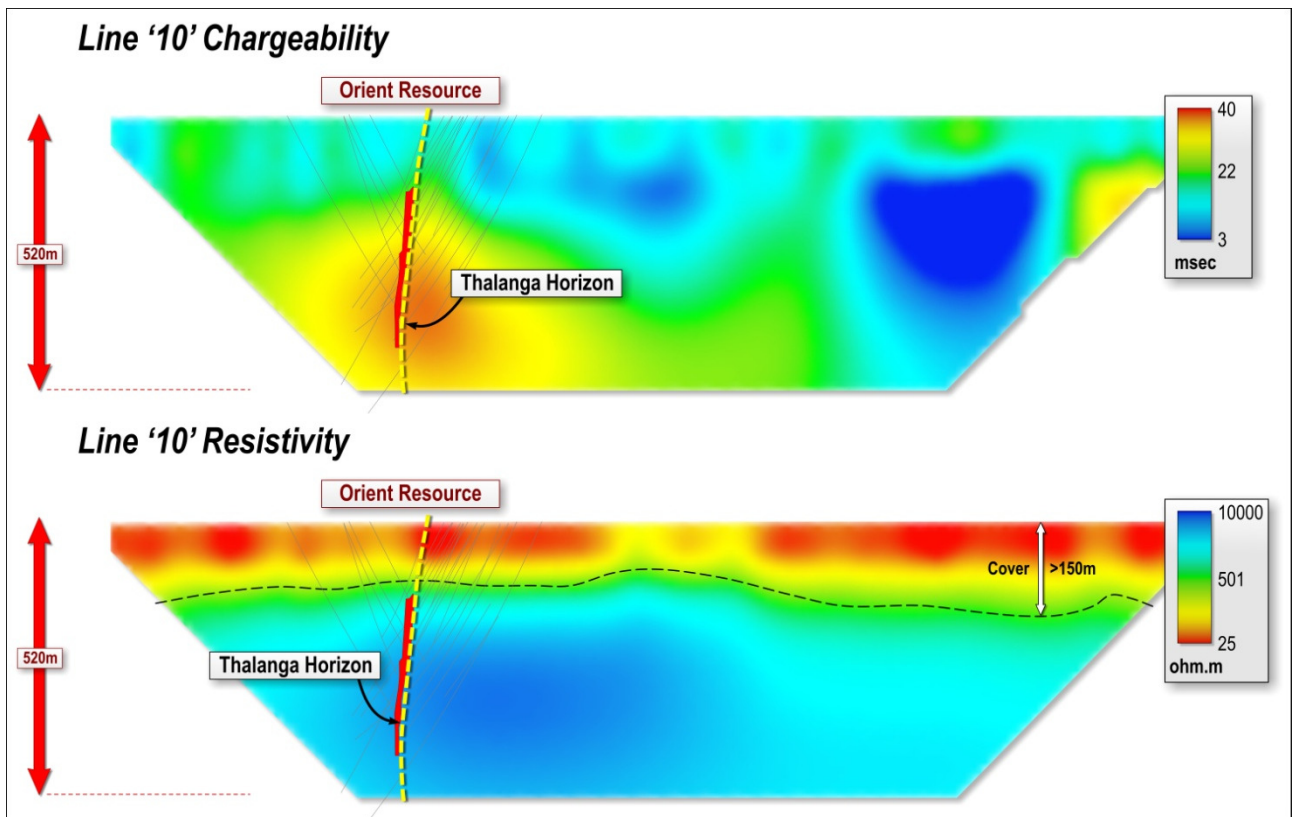 Line ‘10’ Chargeability
Orient Resource
40
22
3
msec
520m
Thalanga Horizon
Line ‘10’ Resistivity
Orient Resource
10000
501
25
ohm.m
Cover >150m
520m
Thalanga Horizon